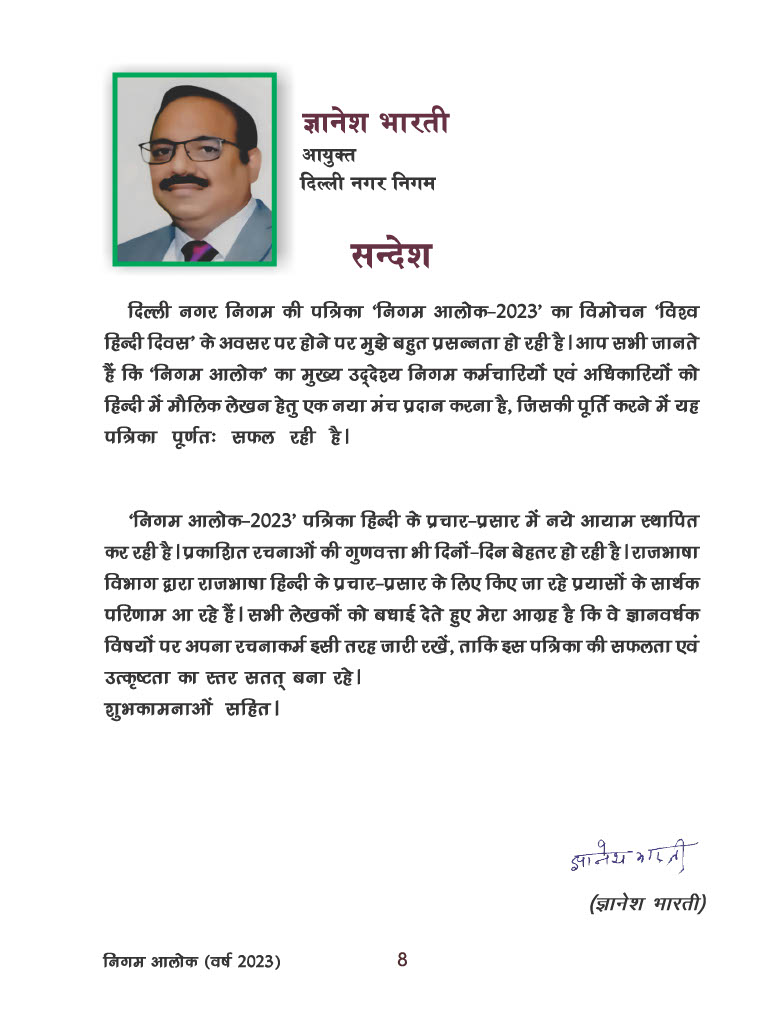 ज्ञानेश भारती
आयुक्त
दिल्ली नगर निगम
सन्देश
दिल्ली नगर निगम की पत्रिका ‘निगम आलोक–2023’ का विमोचन ‘विश्व
हिन्दी दिवस’ के अवसर पर होने पर मुझे बहुत प्रसन्नता हो रही है। आप सभी जानते
हैं कि ‘निगम आलोक’ का मुख्य उद्‌देश्य निगम कर्मचारियों एवं अधिकारियों को
हिन्दी में मौलिक लेखन हेतु एक नया मंच प्रदान करना है, जिसकी पूर्ति करने में यह
पत्रिका पूर्णतः सफल रही है।
‘निगम आलोक–2023’ पत्रिका हिन्दी के प्रचार–प्रसार में नये आयाम स्थापित
कर रही है। प्रकाशित रचनाओं की गुणवत्ता भी दिनों–दिन बेहतर हो रही है। राजभाषा
विभाग द्वारा राजभाषा हिन्दी के प्रचार–प्रसार के लिए किए जा रहे प्रयासों के सार्थक
परिणाम आ रहे हैं। सभी लेखकों को बधाई देते हुए मेरा आग्रह है कि वे ज्ञानवर्धक
विषयों पर अपना रचनाकर्म इसी तरह जारी रखें, ताकि इस पत्रिका की सफलता एवं
उत्कृष्टता का स्तर सतत् बना रहे।
शुभकामनाओं सहित।
ज्ञानेश भारती
(ज्ञानेश भारती)
निगम आलोक (वर्ष 2023) 8